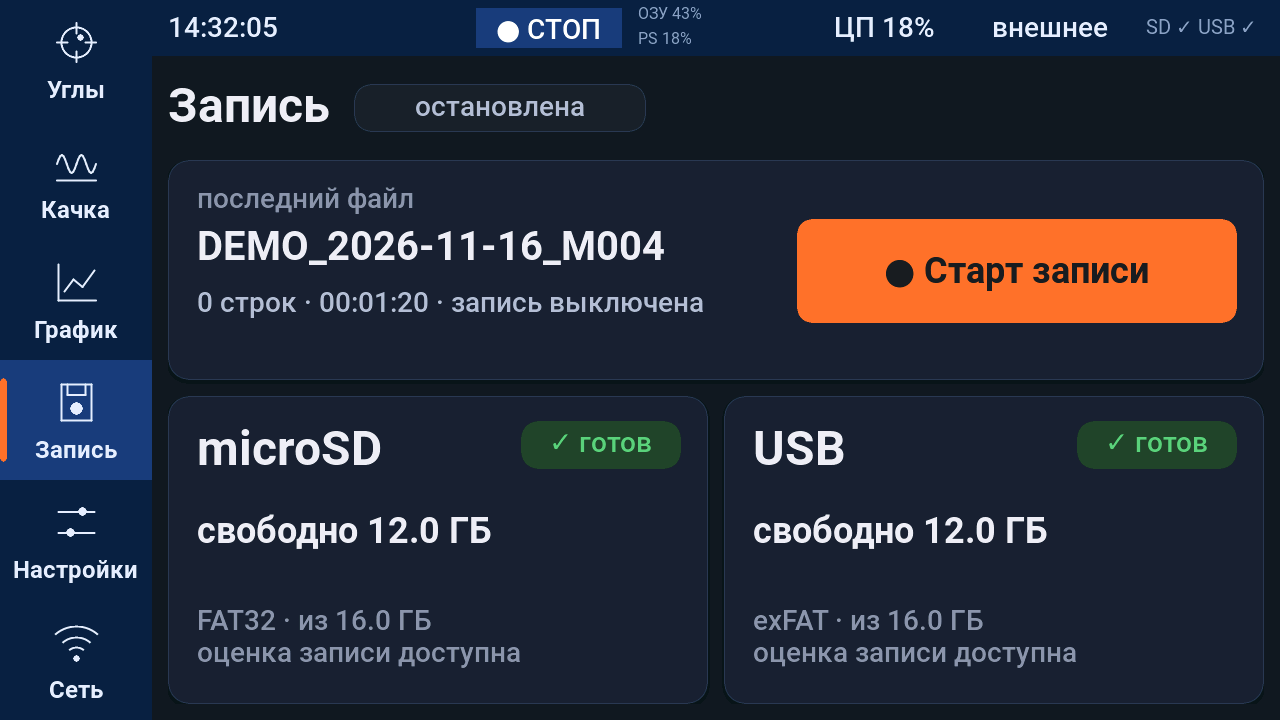 14:32:05
● СТОП
ОЗУ 43%
PS 18%
ЦП 18%
внешнее
SD ✓ USB ✓
Углы
Качка
График
Запись
Настройки
Сеть
Запись
остановлена
последний файл
DEMO_2026-11-16_M004
0 строк · 00:01:20 · запись выключена
● Старт записи
microSD
✓ готов
свободно 12.0 ГБ
FAT32 · из 16.0 ГБ
оценка записи доступна
USB
✓ готов
свободно 12.0 ГБ
exFAT · из 16.0 ГБ
оценка записи доступна